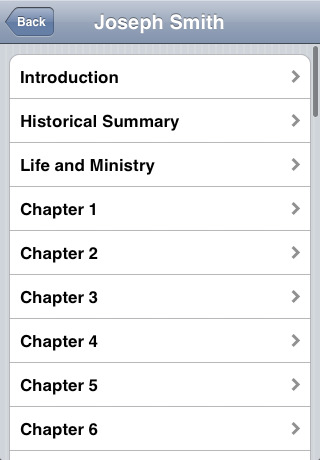 Back
Joseph Smith
Introduction
Historical Summary
Life and Ministry
Chapter 1
Chapter 2
Chapter 3
Chapter 4
Chapter 5
Chapter 6